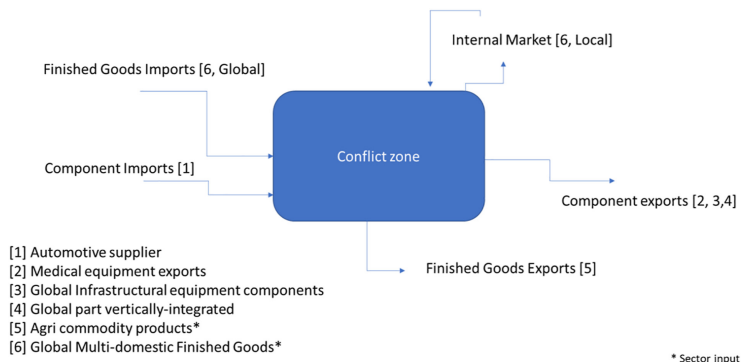 Internal Market [6, Local]
Finished Goods Imports [6, Global]
Conflict zone
Component Imports [1]
Component exports [2, 3,4]
Finished Goods Exports [5]
[1] Automotive supplier
[2] Medical equipment exports
[3] Global Infrastructural equipment components
[4] Global part vertically-integrated
[5] Agri commodity products*
[6] Global Multi-domestic Finished Goods*
* Sector input